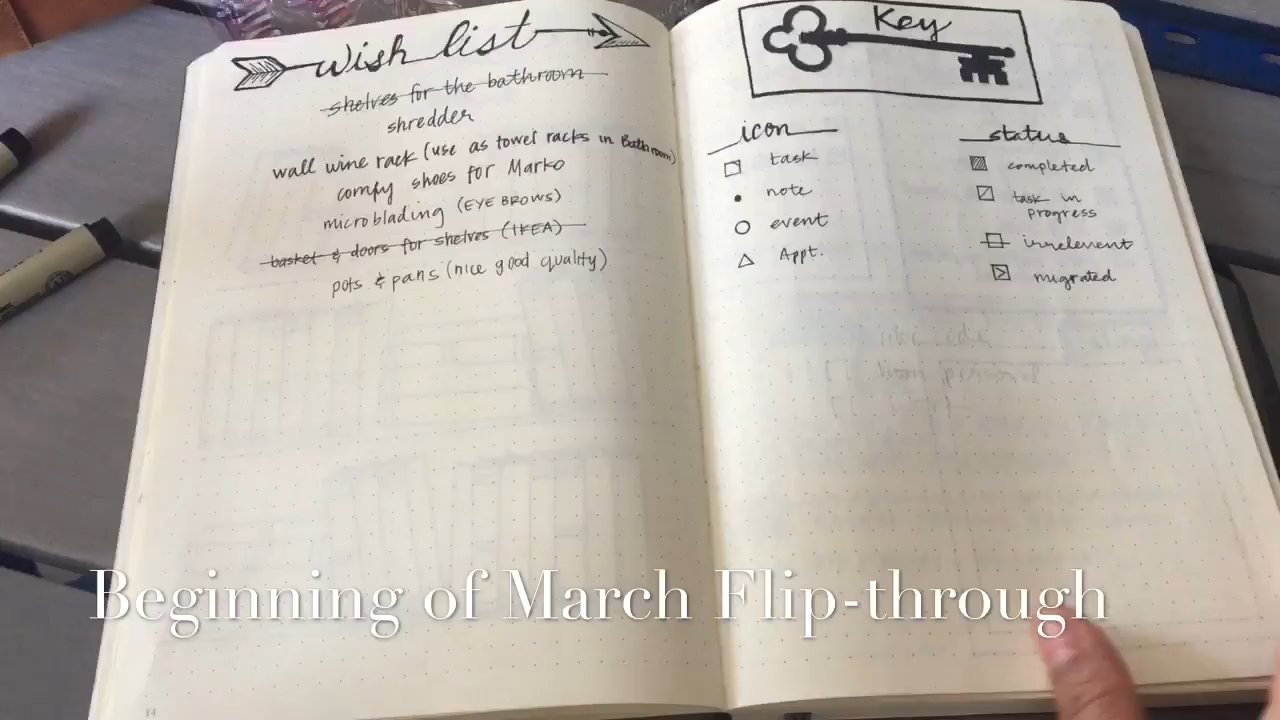 wish list
shelves for the bathroom
shredder
wall wine rack (use as towel racks in Bathroom)
comfy shoes for Marko
microblading (EYE BROWS)
basket & doors for shelves (IKEA)
pots & pans (nice good quality)
14
Key
icon
task
note
event
Appt.
status
completed
task in
progress
irrelevent
migrated
Beginning of March Flip-through